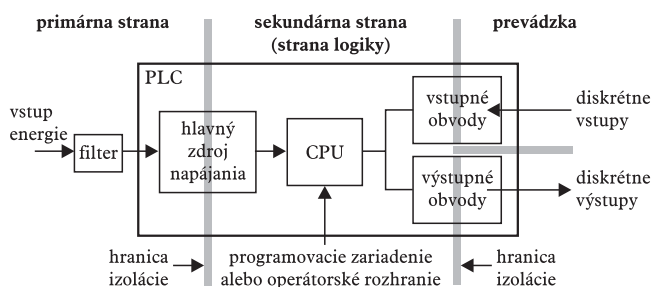 primárna strana
sekundárna strana
(strana logiky)
prevádzka
PLC
vstup
energie
filter
hlavný
zdroj
napájania
CPU
vstupné
obvody
diskrétne
vstupy
výstupné
obvody
diskrétne
výstupy
hranica
izolácie
programovacie zariadenie
alebo operátorské rozhranie
hranica
izolácie